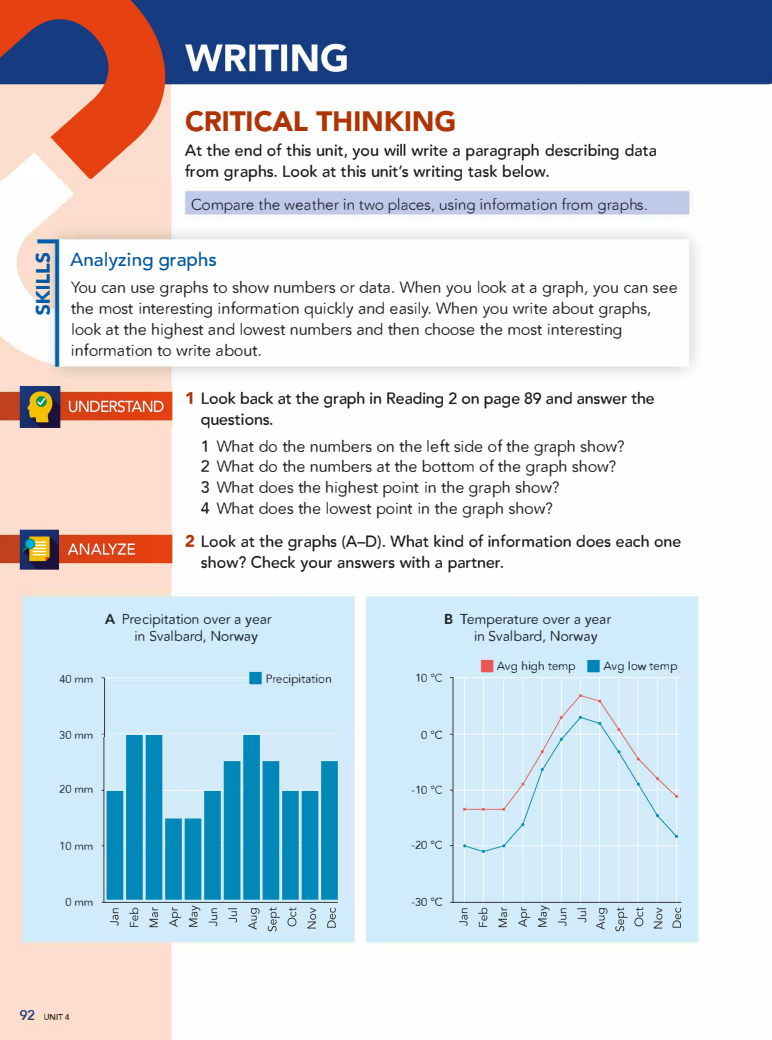 WRITING
CRITICAL THINKING
At the end of this unit, you will write a paragraph describing data
from graphs. Look at this unit's writing task below.
Compare the weather in two places, using information from graphs.
SKILLS
Analyzing graphs
You can use graphs to show numbers or data. When you look at a graph, you can see
the most interesting information quickly and easily. When you write about graphs,
look at the highest and lowest numbers and then choose the most interesting
information to write about.
UNDERSTAND
1 Look back at the graph in Reading 2 on page 89 and answer the
questions.
1 What do the numbers on the left side of the graph show?
2 What do the numbers at the bottom of the graph show?
3 What does the highest point in the graph show?
4 What does the lowest point in the graph show?
ANALYZE
2 Look at the graphs (A–D). What kind of information does each one
show? Check your answers with a partner.
A Precipitation over a year
in Svalbard, Norway
Precipitation
40 mm
30 mm
20 mm
10 mm
0 mm
Jan Feb Mar Apr May Jun Jul Aug Sept Oct Nov Dec
B Temperature over a year
in Svalbard, Norway
Avg high temp Avg low temp
10 °C
0 °C
-10 °C
-20 °C
-30 °C
Jan Feb Mar Apr May Jun Jul Aug Sept Oct Nov Dec
92 UNIT 4